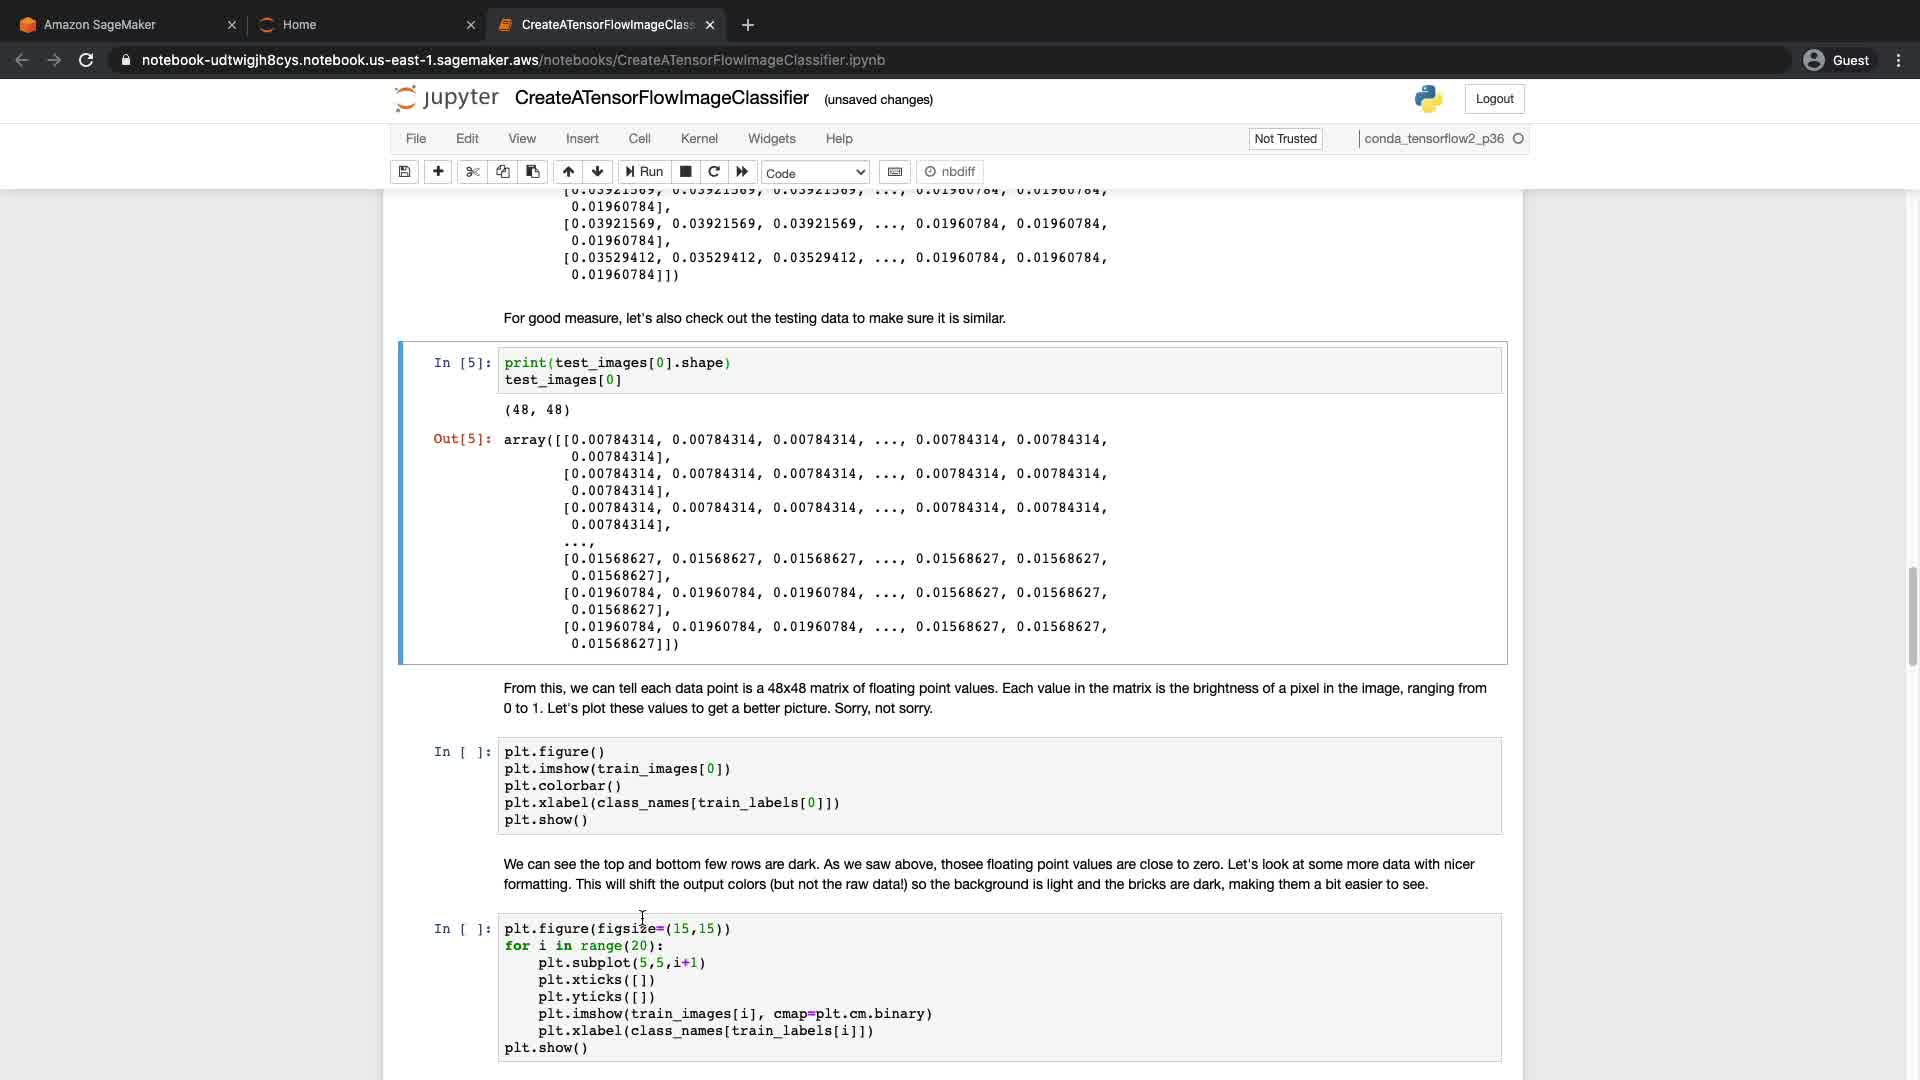 Amazon SageMaker
Home
CreateATensorFlowImageClass
notebook-udtwigjh8cys.notebook.us-east-1.sagemaker.aws/notebooks/CreateATensorFlowImageClassifier.ipynb
Guest
jupyter CreateATensorFlowImageClassifier (unsaved changes)
Logout
File Edit View Insert Cell Kernel Widgets Help
Not Trusted
conda_tensorflow2_p36
Run
Code
nbdiff
[0.03921569, 0.03921569, 0.03921569, ..., 0.01960784, 0.01960784,
0.01960784],
[0.03921569, 0.03921569, 0.03921569, ..., 0.01960784, 0.01960784,
0.01960784],
[0.03529412, 0.03529412, 0.03529412, ..., 0.01960784, 0.01960784,
0.01960784]])
For good measure, let's also check out the testing data to make sure it is similar.
In [5]: print(test_images[0].shape)
test_images[0]
(48, 48)
Out[5]: array([[0.00784314, 0.00784314, 0.00784314, ..., 0.00784314, 0.00784314,
0.00784314],
[0.00784314, 0.00784314, 0.00784314, ..., 0.00784314, 0.00784314,
0.00784314],
[0.00784314, 0.00784314, 0.00784314, ..., 0.00784314, 0.00784314,
0.00784314],
...,
[0.01568627, 0.01568627, 0.01568627, ..., 0.01568627, 0.01568627,
0.01568627],
[0.01960784, 0.01960784, 0.01960784, ..., 0.01568627, 0.01568627,
0.01568627],
[0.01960784, 0.01960784, 0.01960784, ..., 0.01568627, 0.01568627,
0.01568627]])
From this, we can tell each data point is a 48x48 matrix of floating point values. Each value in the matrix is the brightness of a pixel in the image, ranging from
0 to 1. Let's plot these values to get a better picture. Sorry, not sorry.
In [ ]: plt.figure()
plt.imshow(train_images[0])
plt.colorbar()
plt.xlabel(class_names[train_labels[0]])
plt.show()
We can see the top and bottom few rows are dark. As we saw above, thosee floating point values are close to zero. Let's look at some more data with nicer
formatting. This will shift the output colors (but not the raw data!) so the background is light and the bricks are dark, making them a bit easier to see.
In [ ]: plt.figure(figsize=(15,15))
for i in range(20):
plt.subplot(5,5,i+1)
plt.xticks([])
plt.yticks([])
plt.imshow(train_images[i], cmap=plt.cm.binary)
plt.xlabel(class_names[train_labels[i]])
plt.show()